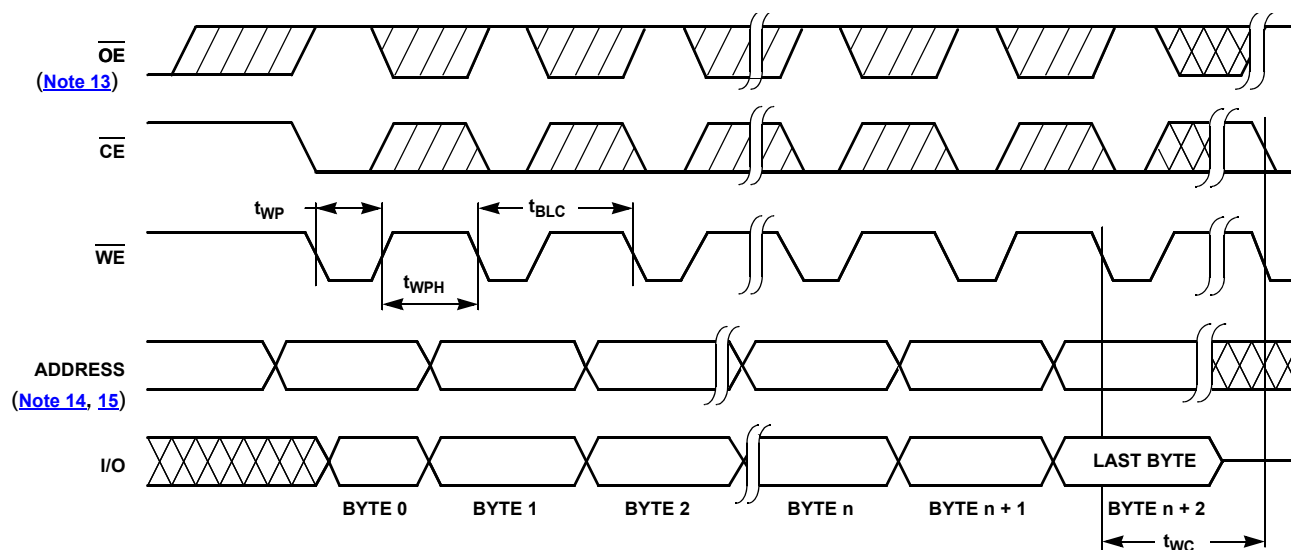 OE
(Note 13)
CE
tWP
tBLC
WE
tWPH
ADDRESS
(Note 14, 15)
I/O
LAST BYTE
BYTE 0
BYTE 1
BYTE 2
BYTE n
BYTE n + 1
BYTE n + 2
tWC